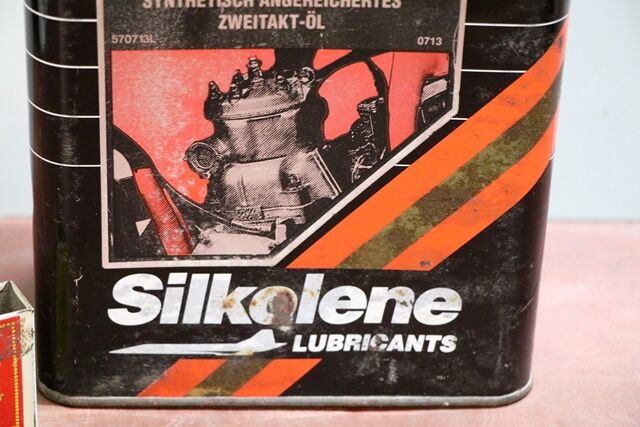 SYNTHETISCH ANGEREICHERTES
ZWEITAKT-ÖL
570713L 0713
Silkolene
LUBRICANTS